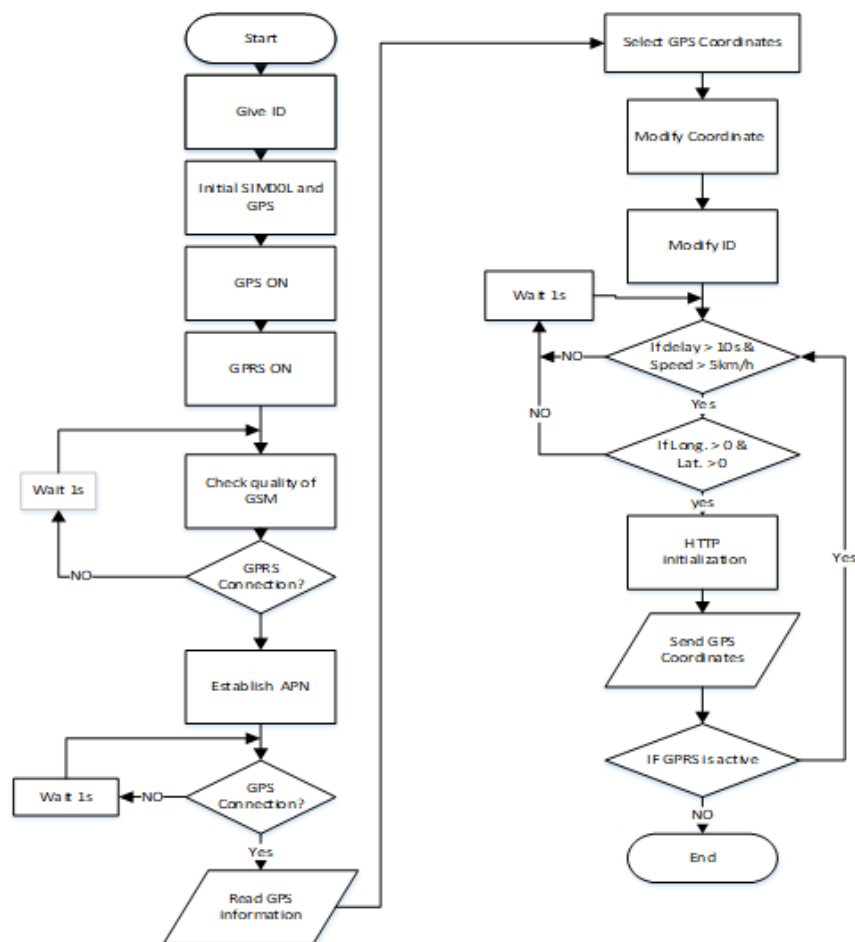 Start
Give ID
Initial SIM00L and
GPS
GPS ON
GPRS ON
Wait 1s
Check quality of
GSM
NO
GPRS
Connection?
Establish APN
Wait 1s
NO
GPS
Connection?
Yes
Read GPS
information
Select GPS Coordinates
Modify Coordinate
Modify ID
Wait 1s
If delay > 10s &
Speed > 5km/h
NO
Yes
NO
If Long. > 0 &
Lat. >0
yes
HTTP
initialization
Yes
Send GPS
Coordinates
IF GPRS is active
NO
End